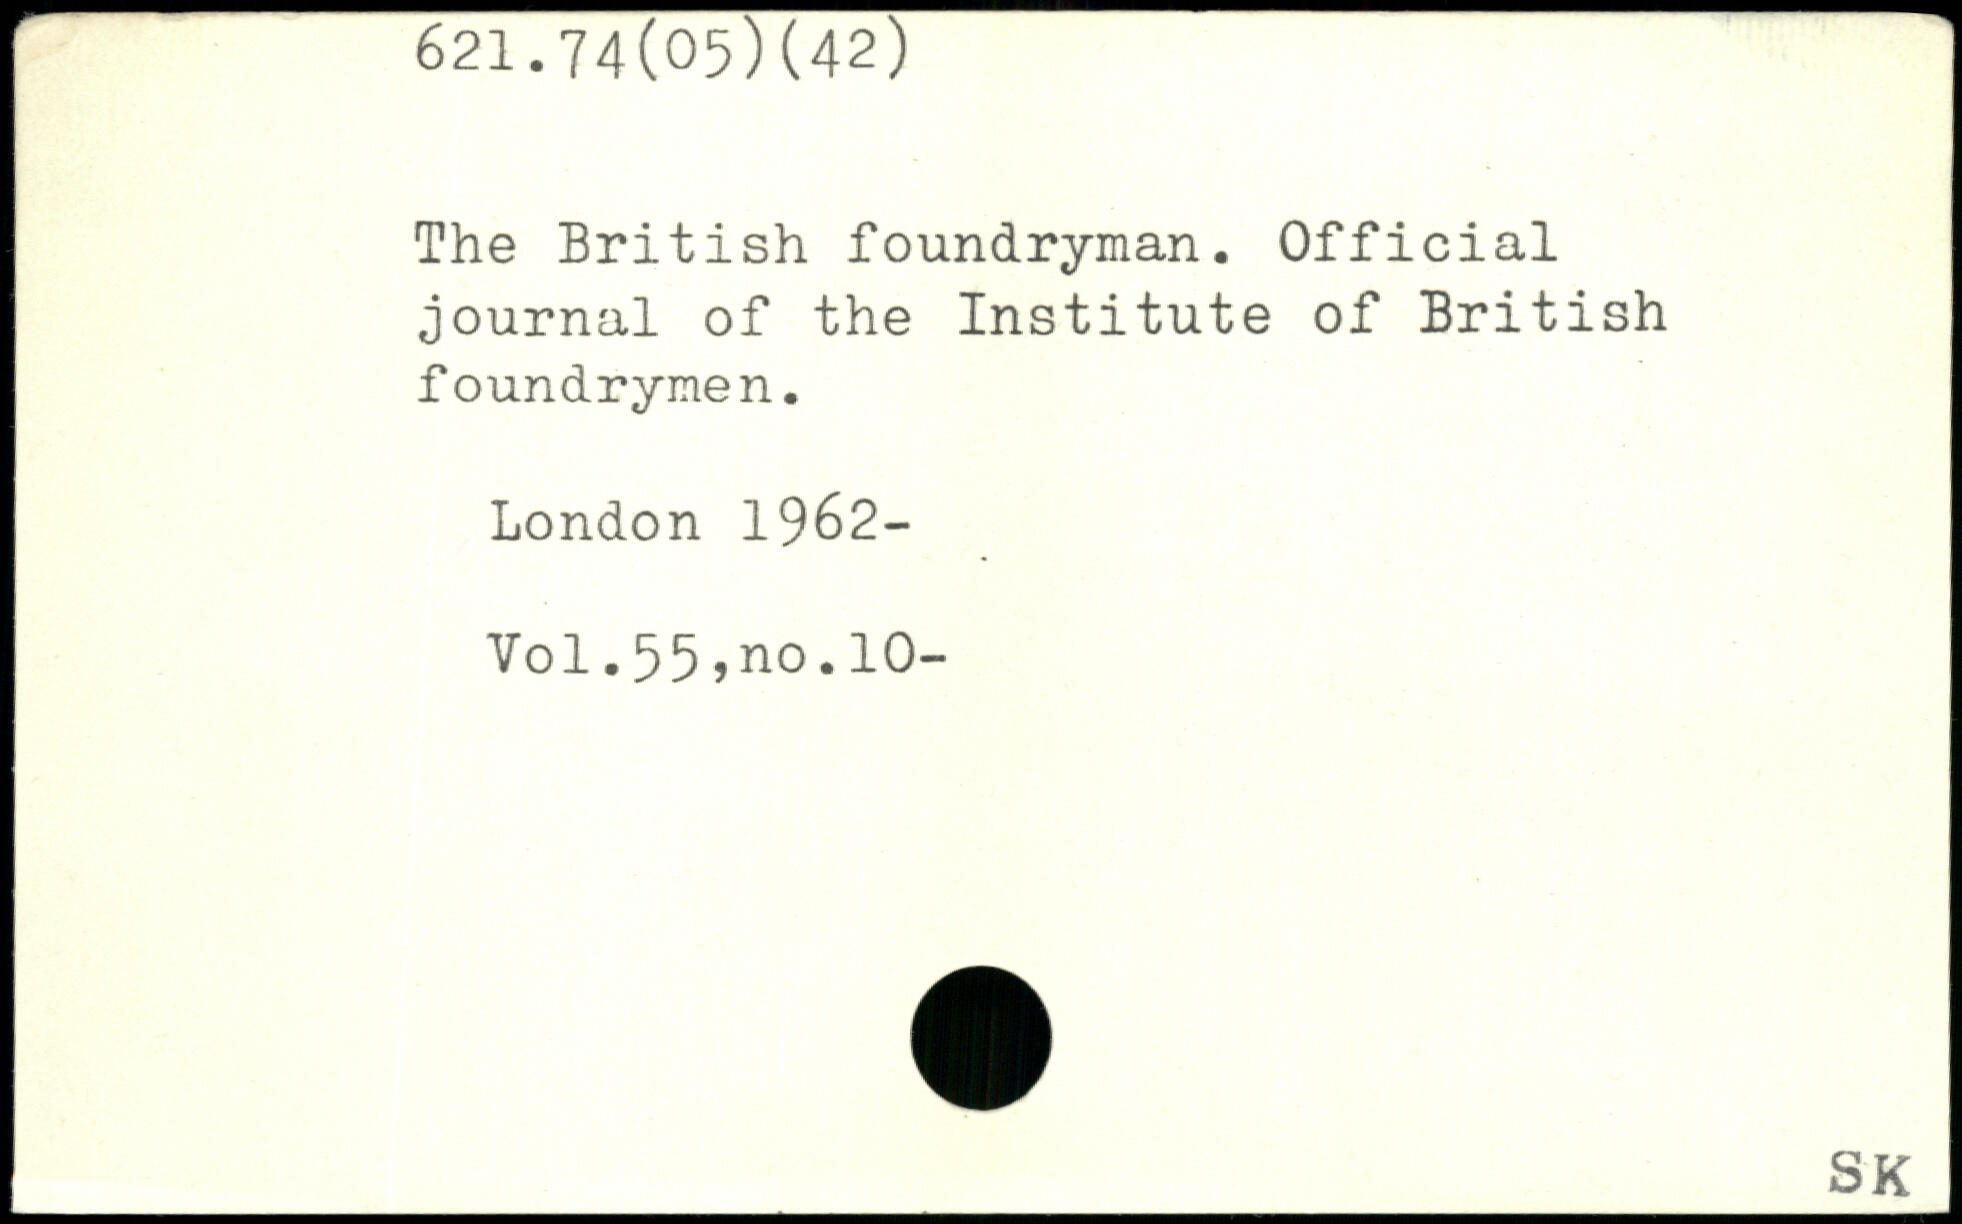 621.74(05)(42)
The British foundryman. Official
journal of the Institute of British
foundrymen.
London 1962-
Vol.55,no.10-
SK